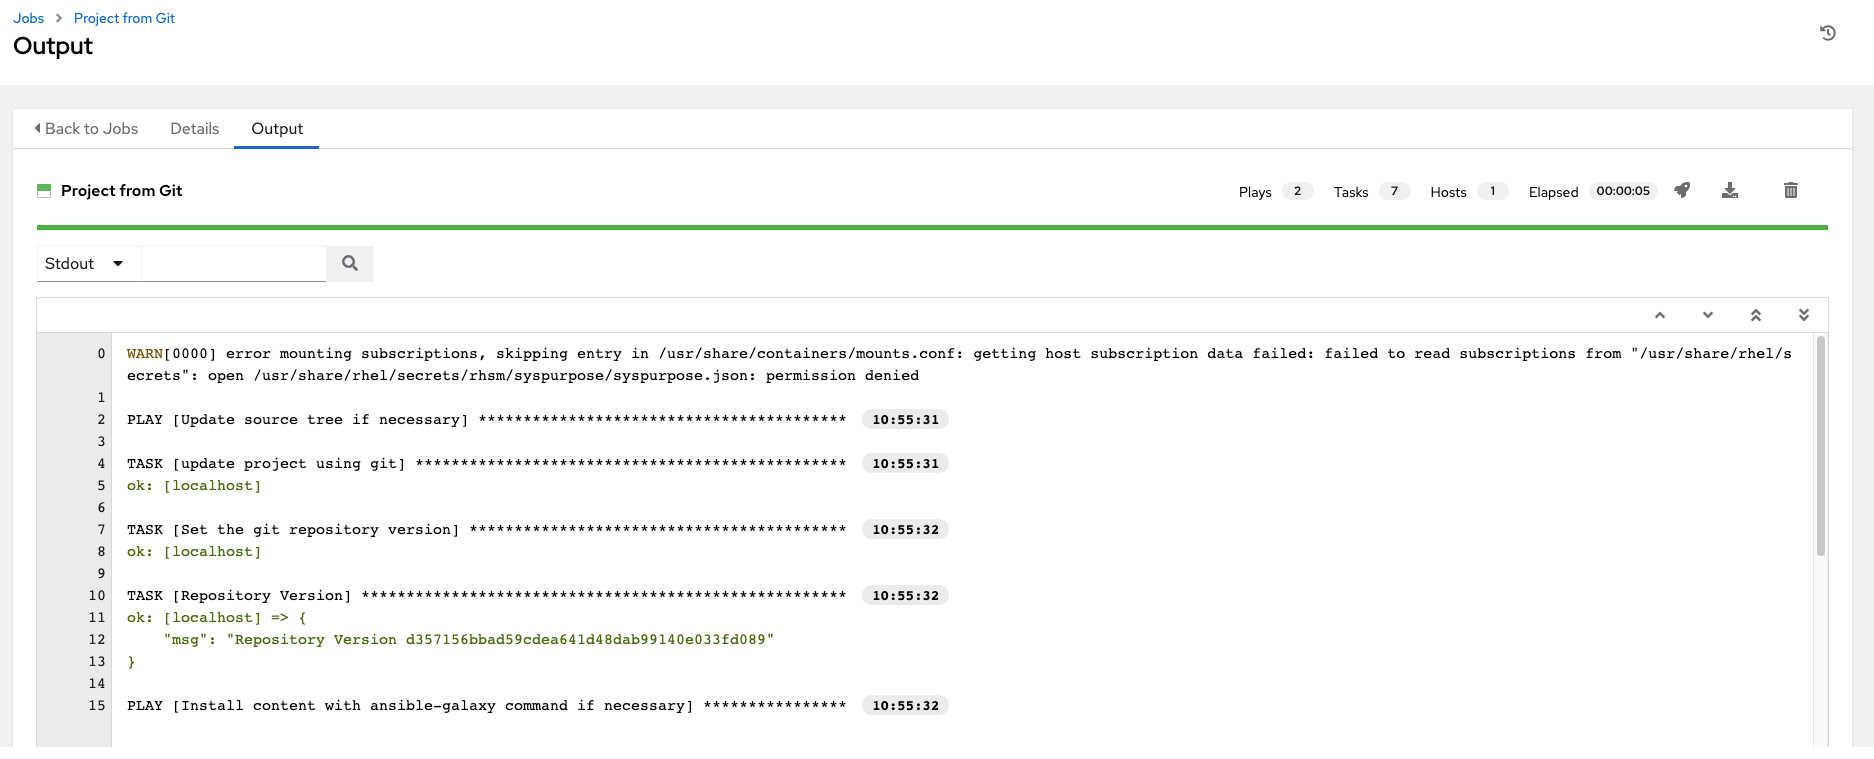 Jobs > Project from Git
Output
Back to Jobs Details Output
Project from Git Plays 2 Tasks 7 Hosts 1 Elapsed 00:00:05
Stdout
0 WARN[0000] error mounting subscriptions, skipping entry in /usr/share/containers/mounts.conf: getting host subscription data failed: failed to read subscriptions from "/usr/share/rhel/s
ecrets": open /usr/share/rhel/secrets/rhsm/syspurpose/syspurpose.json: permission denied
1
2 PLAY [Update source tree if necessary] ***************************************** 10:55:31
3
4 TASK [update project using git] ************************************************ 10:55:31
5 ok: [localhost]
6
7 TASK [Set the git repository version] ****************************************** 10:55:32
8 ok: [localhost]
9
10 TASK [Repository Version] ****************************************************** 10:55:32
11 ok: [localhost] => {
12 "msg": "Repository Version d357156bbad59cdea641d48dab99140e033fd089"
13 }
14
15 PLAY [Install content with ansible-galaxy command if necessary] **************** 10:55:32